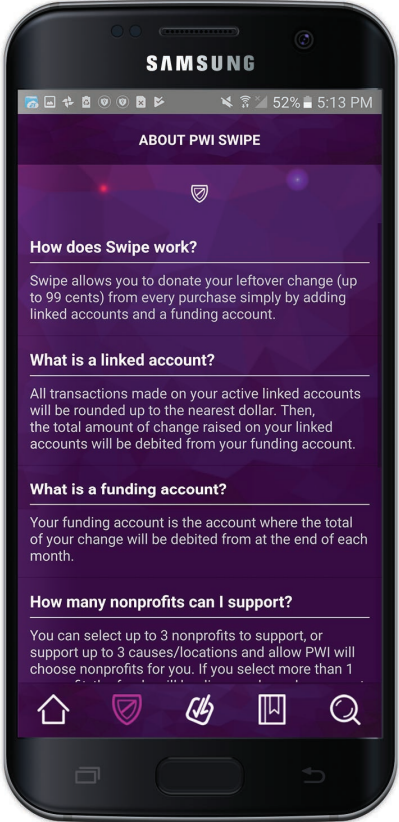 SAMSUNG
52% 5:13 PM
ABOUT PWI SWIPE
How does Swipe work?
Swipe allows you to donate your leftover change (up
to 99 cents) from every purchase simply by adding
linked accounts and a funding account.
What is a linked account?
All transactions made on your active linked accounts
will be rounded up to the nearest dollar. Then,
the total amount of change raised on your linked
accounts will be debited from your funding account.
What is a funding account?
Your funding account is the account where the total
of your change will be debited from at the end of each
month.
How many nonprofits can I support?
You can select up to 3 nonprofits to support, or
support up to 3 causes/locations and allow PWI will
choose nonprofits for you. If you select more than 1